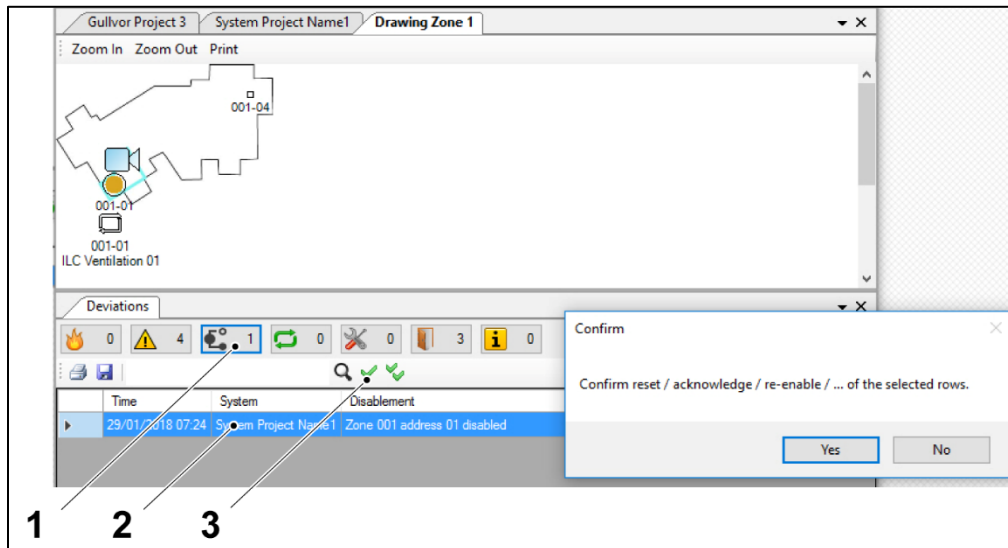 Gullvor Project 3 System Project Name1 Drawing Zone 1
Zoom In Zoom Out Print
001-04
001-01
001-01
ILC Ventilation 01
Deviations
0 4 1 0 0 3 0
Time System Disablement
29/01/2018 07:24 System Project Name1 Zone 001 address 01 disabled
Confirm
Confirm reset / acknowledge / re-enable / ... of the selected rows.
Yes No
1 2 3